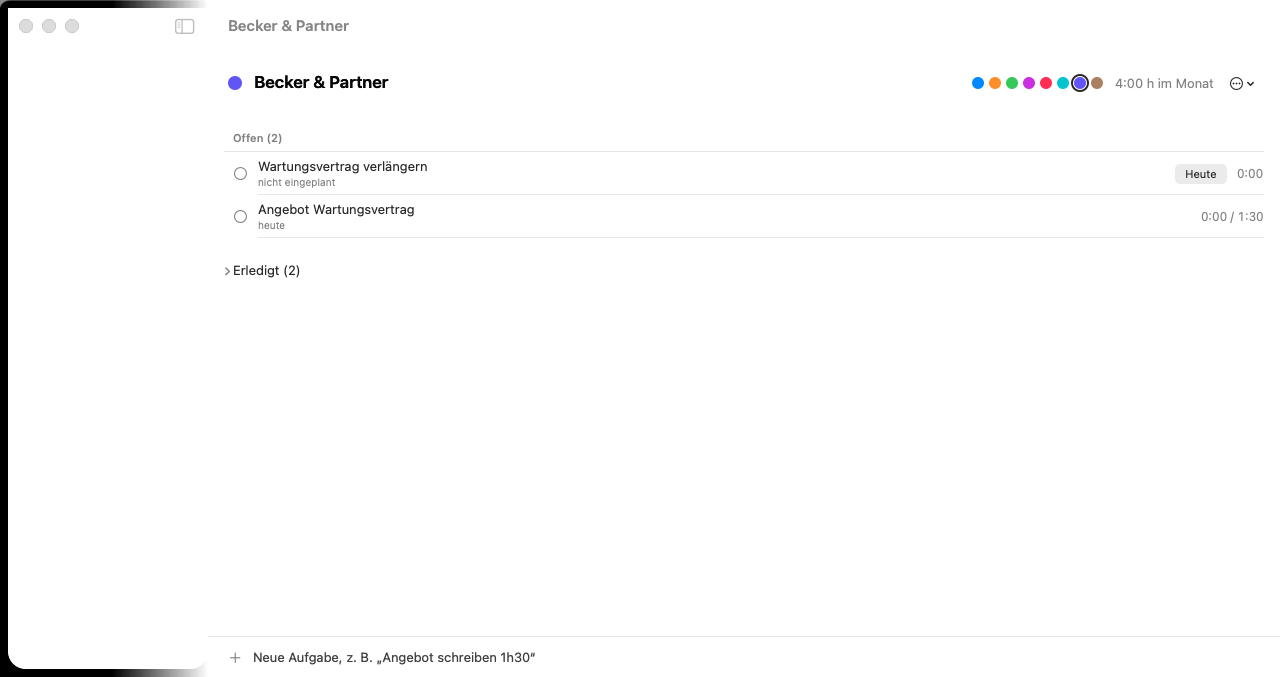 Becker & Partner
Becker & Partner
4:00 h im Monat
Offen (2)
Wartungsvertrag verlängern
nicht eingeplant
Heute
0:00
Angebot Wartungsvertrag
heute
0:00 / 1:30
Erledigt (2)
Neue Aufgabe, z. B. „Angebot schreiben 1h30“